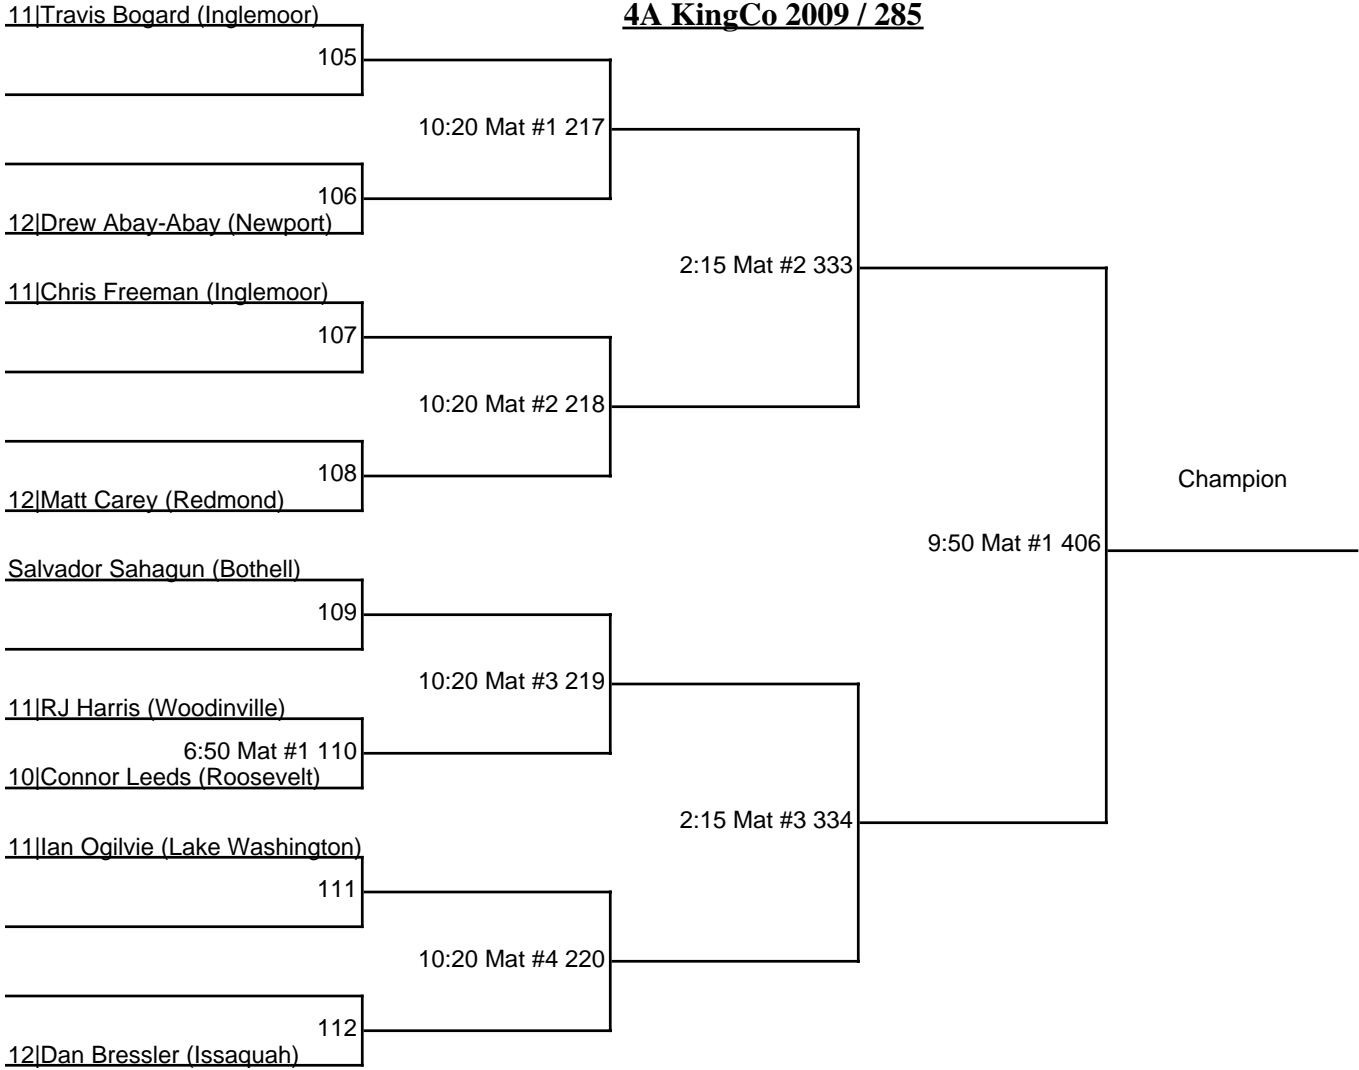 11|Travis Bogard (Inglemoor)
4A KingCo 2009 / 285
105
10:20 Mat #1 217
106
12|Drew Abay-Abay (Newport)
2:15 Mat #2 333
11|Chris Freeman (Inglemoor)
107
10:20 Mat #2 218
108
12|Matt Carey (Redmond)
Champion
9:50 Mat #1 406
Salvador Sahagun (Bothell)
109
10:20 Mat #3 219
11|RJ Harris (Woodinville)
6:50 Mat #1 110
10|Connor Leeds (Roosevelt)
2:15 Mat #3 334
11|Ian Ogilvie (Lake Washington)
111
10:20 Mat #4 220
112
12|Dan Bressler (Issaquah)